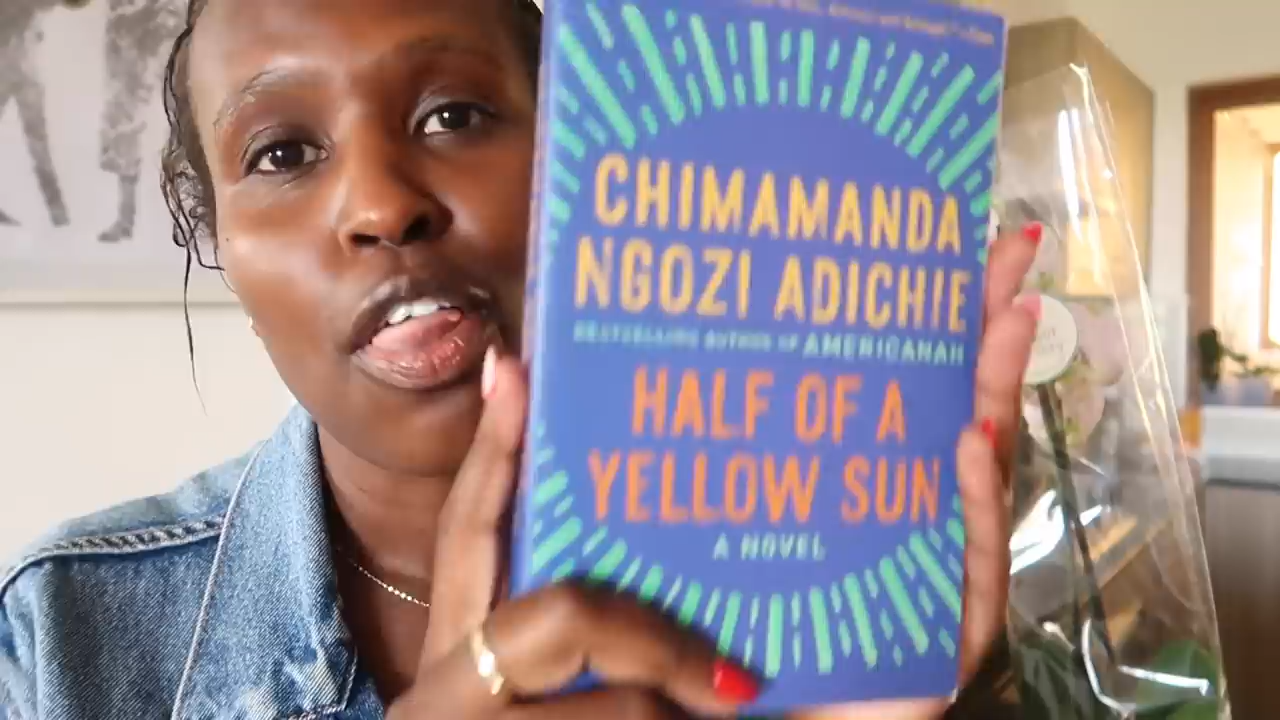 CHIMAMANDA
NGOZI ADICHIE
BESTSELLING AUTHOR OF AMERICANAH
HALF OF A
YELLOW SUN
A NOVEL